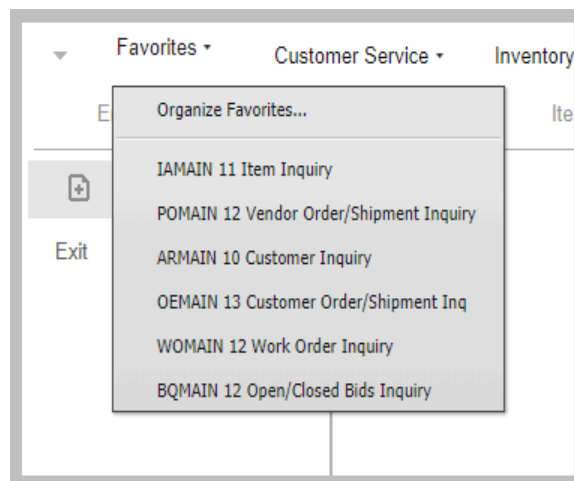 Favorites Customer Service Inventory
Organize Favorites...
IAMAIN 11 Item Inquiry
POMAIN 12 Vendor Order/Shipment Inquiry
Exit
ARMAIN 10 Customer Inquiry
OEMAIN 13 Customer Order/Shipment Inq
WOMAIN 12 Work Order Inquiry
BQMAIN 12 Open/Closed Bids Inquiry